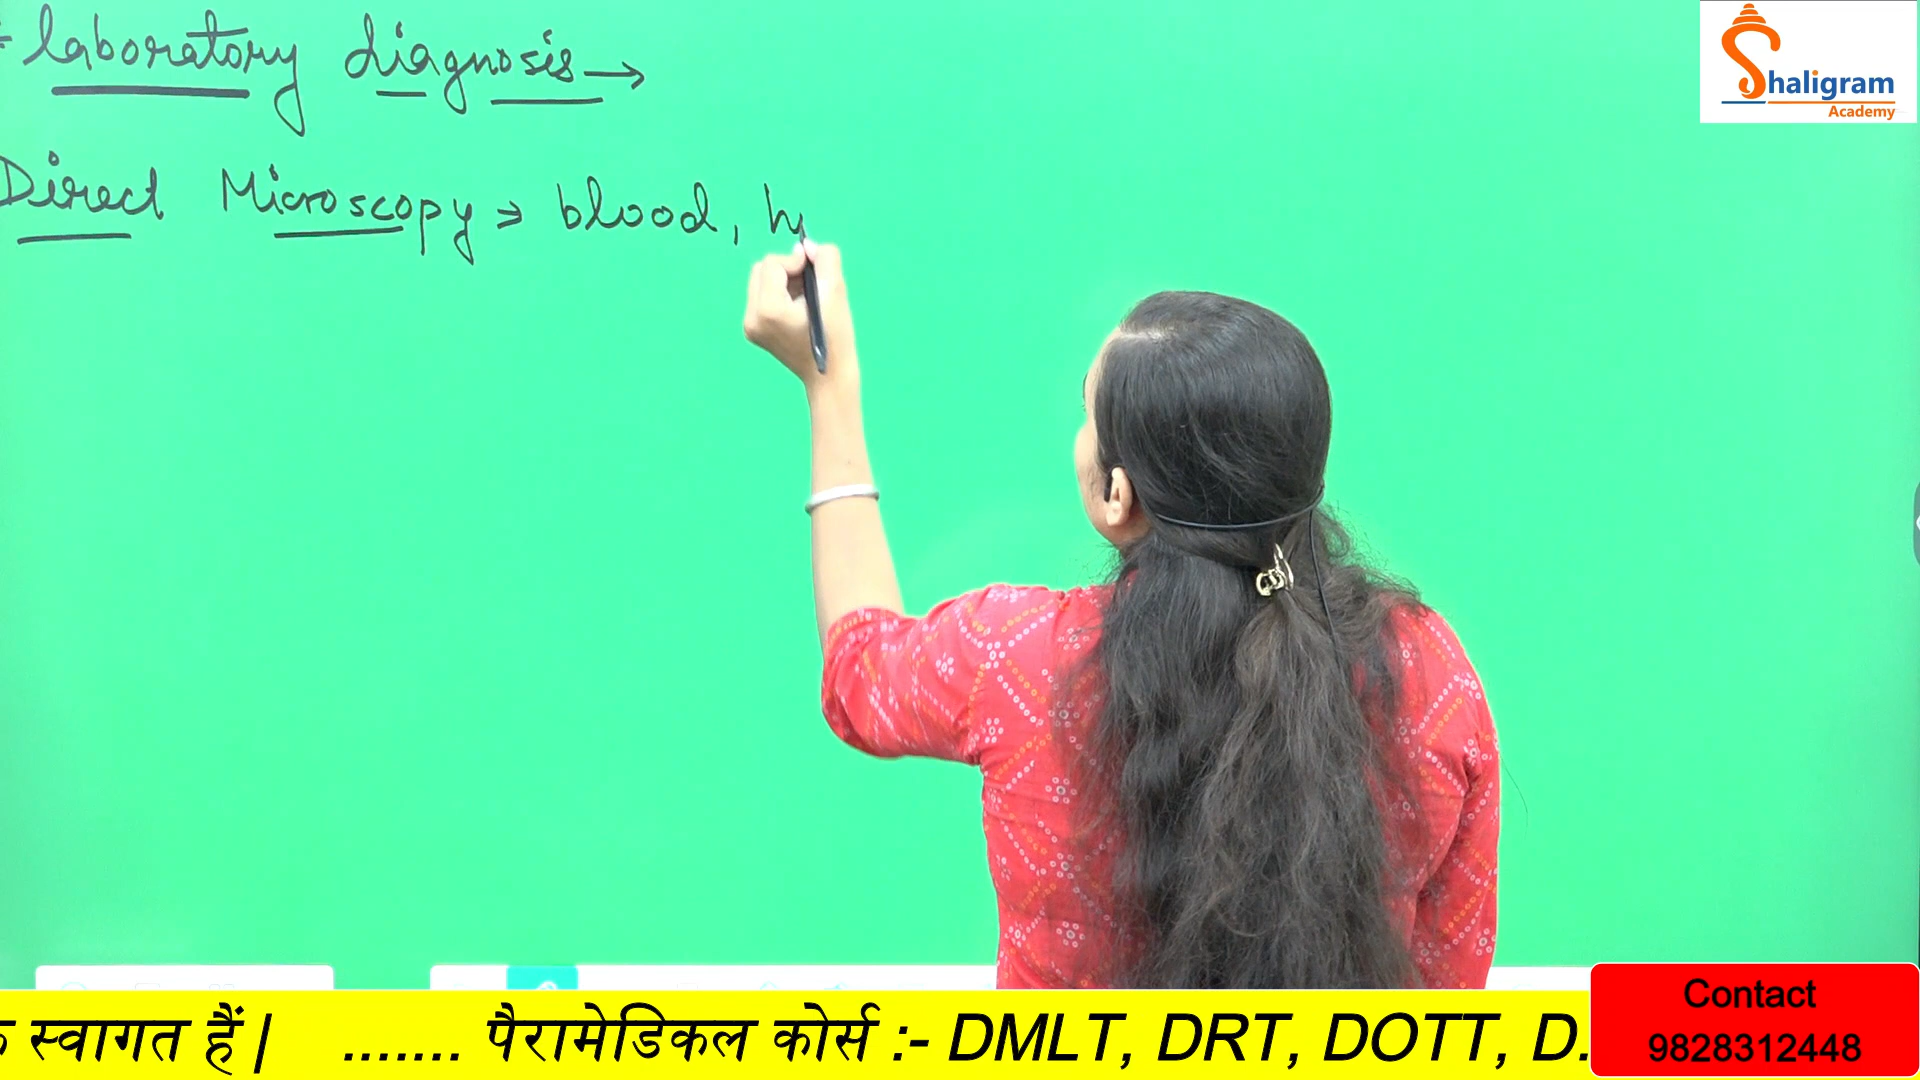 laboratory diagnosis →
Direct Microscopy → blood,
Shaligram
Academy
स्वागत हैं | ....... पैरामेडिकल कोर्स :- DMLT, DRT, DOTT, D.
Contact
9828312448